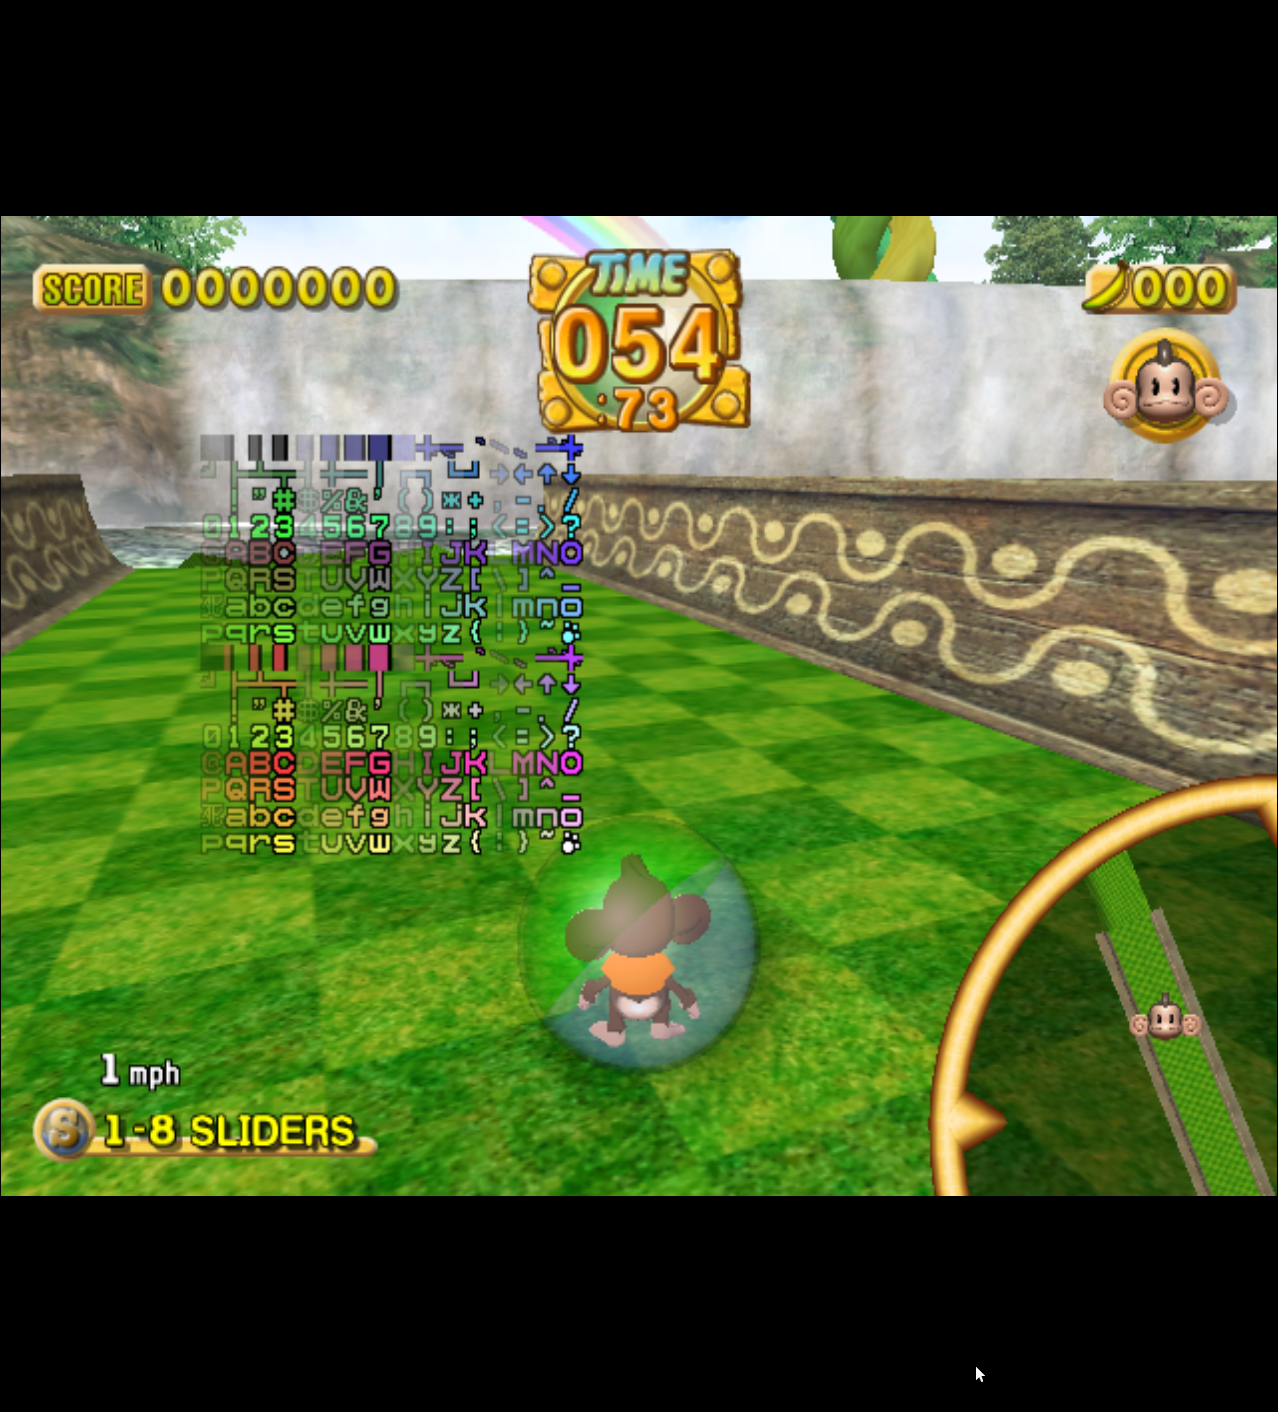 SCORE 0000000
TIME
054
:73
000
!"#$%&'()*+,-./
0123456789:;<=>?
@ABCDEFGHIJKLMNO
PQRSTUVWXYZ[\]^_
abcdefghijklmno
pqrstuvwxyz{|}~
!"#$%&'()*+,-./
0123456789:;<=>?
@ABCDEFGHIJKLMNO
PQRSTUVWXYZ[\]^_
abcdefghijklmno
pqrstuvwxyz{|}~
1 mph
S 1-8 SLIDERS